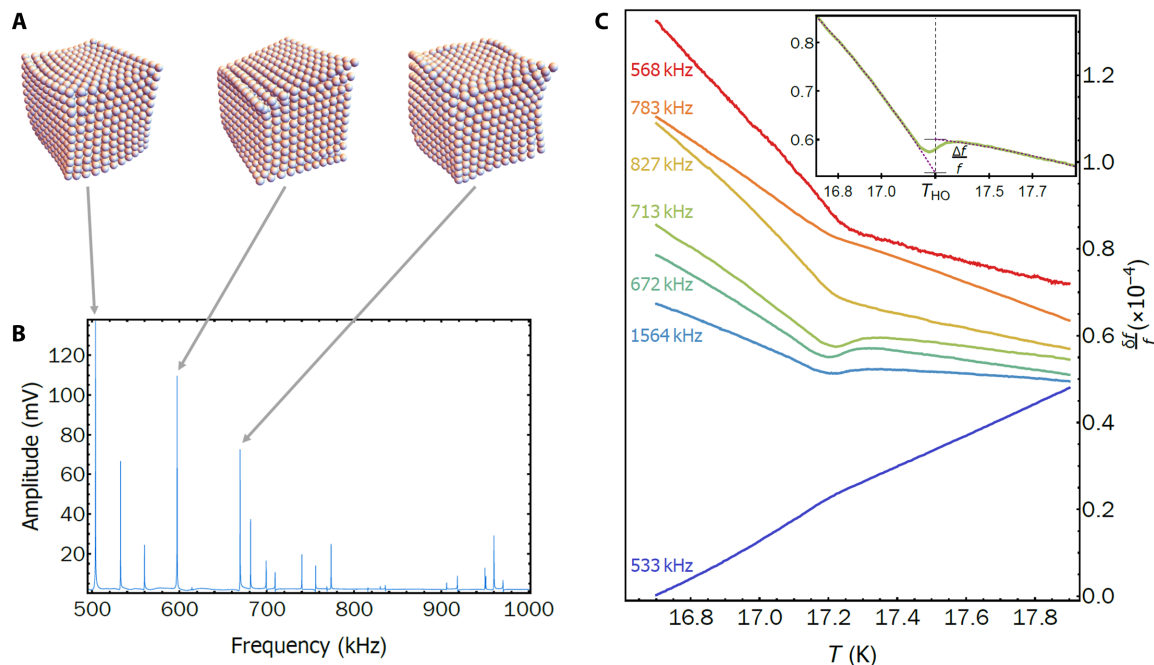 A
B
120
100
80
60
40
20
500
600
700
800
900
1000
Amplitude (mV)
Frequency (kHz)
C
568 kHz
783 kHz
827 kHz
713 kHz
672 kHz
1564 kHz
533 kHz
0.8
0.7
0.6
Δf
f
16.8
17.0
T_HO
17.5
17.7
1.2
1.0
0.8
0.6
0.4
0.2
0.0
δf/f (×10⁻⁴)
16.8
17.0
17.2
17.4
17.6
17.8
T (K)